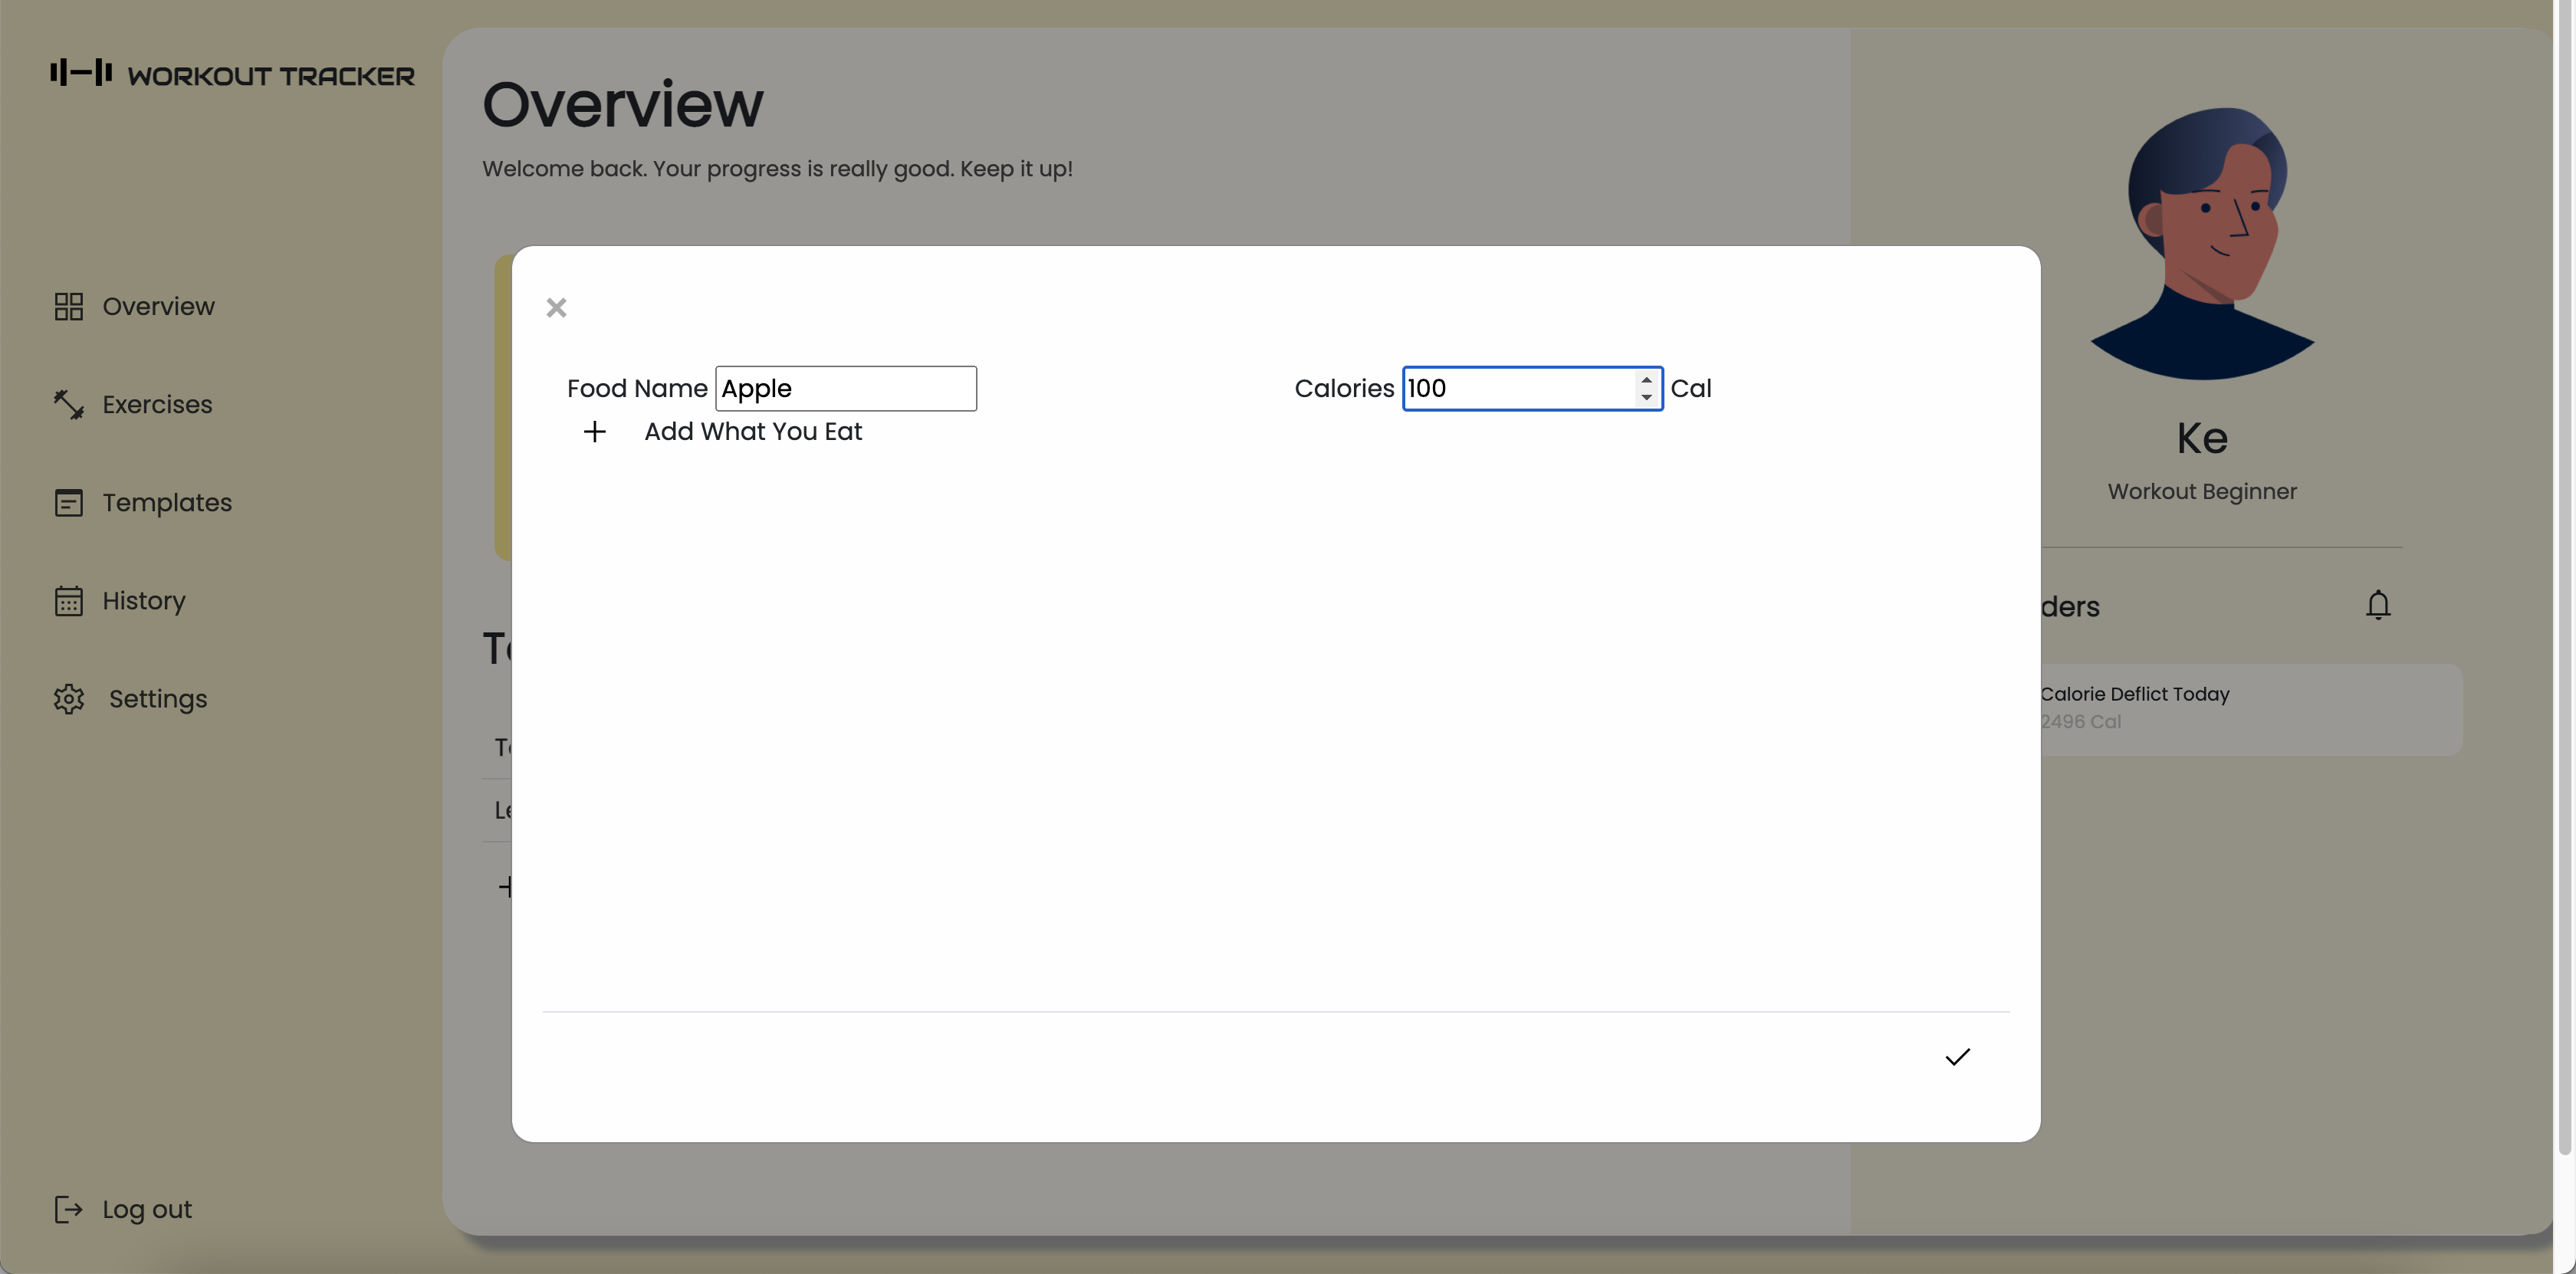 WORKOUT TRACKER
Overview
Exercises
Templates
History
Settings
Log out
Overview
Welcome back. Your progress is really good. Keep it up!
Food Name Apple
Calories 100 Cal
Add What You Eat
Ke
Workout Beginner
ders
Calorie Deflict Today
2496 Cal